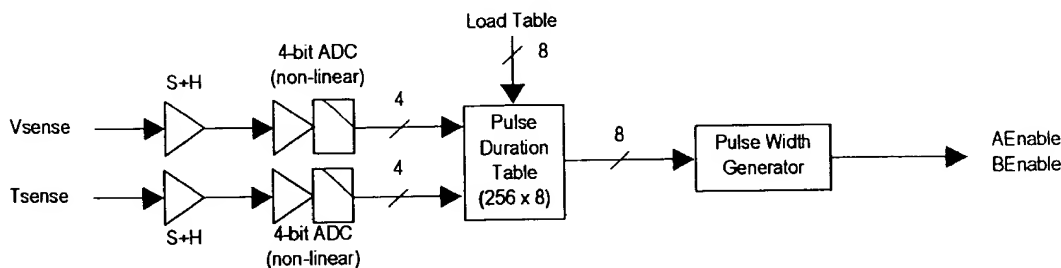 Load Table
8
4-bit ADC
(non-linear)
S+H
4
Vsense
Pulse
Duration
Table
(256 x 8)
8
Pulse Width
Generator
AEnable
BEnable
Tsense
4
S+H
4-bit ADC
(non-linear)